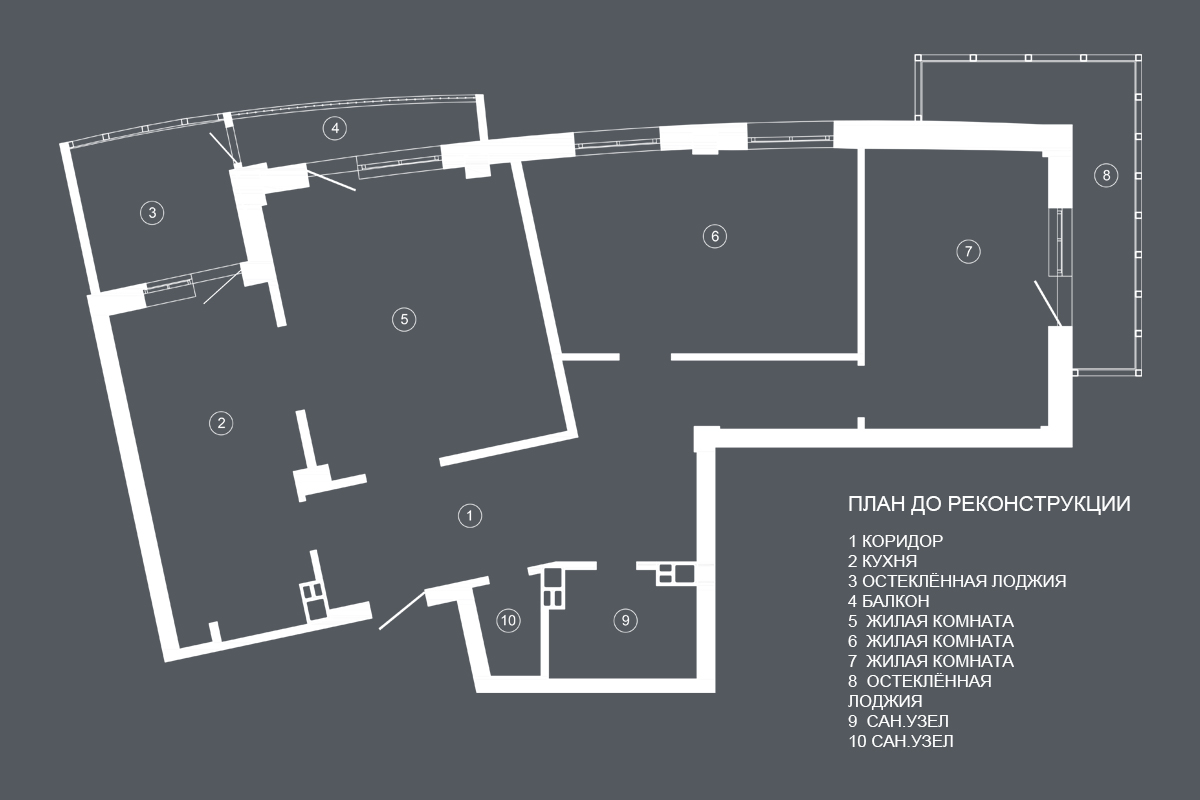 4
8
3
6
7
5
2
1
10
9
ПЛАН ДО РЕКОНСТРУКЦИИ
1 КОРИДОР
2 КУХНЯ
3 ОСТЕКЛЁННАЯ ЛОДЖИЯ
4 БАЛКОН
5 ЖИЛАЯ КОМНАТА
6 ЖИЛАЯ КОМНАТА
7 ЖИЛАЯ КОМНАТА
8 ОСТЕКЛЁННАЯ
ЛОДЖИЯ
9 САН.УЗЕЛ
10 САН.УЗЕЛ